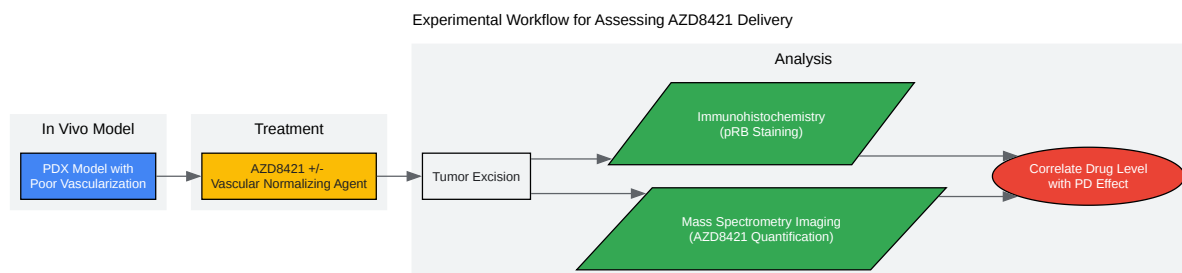 Experimental Workflow for Assessing AZD8421 Delivery
In Vivo Model
PDX Model with
Poor Vascularization
Treatment
AZD8421 +/-
Vascular Normalizing Agent
Analysis
Tumor Excision
Immunohistochemistry
(pRB Staining)
Mass Spectrometry Imaging
(AZD8421 Quantification)
Correlate Drug Level
with PD Effect